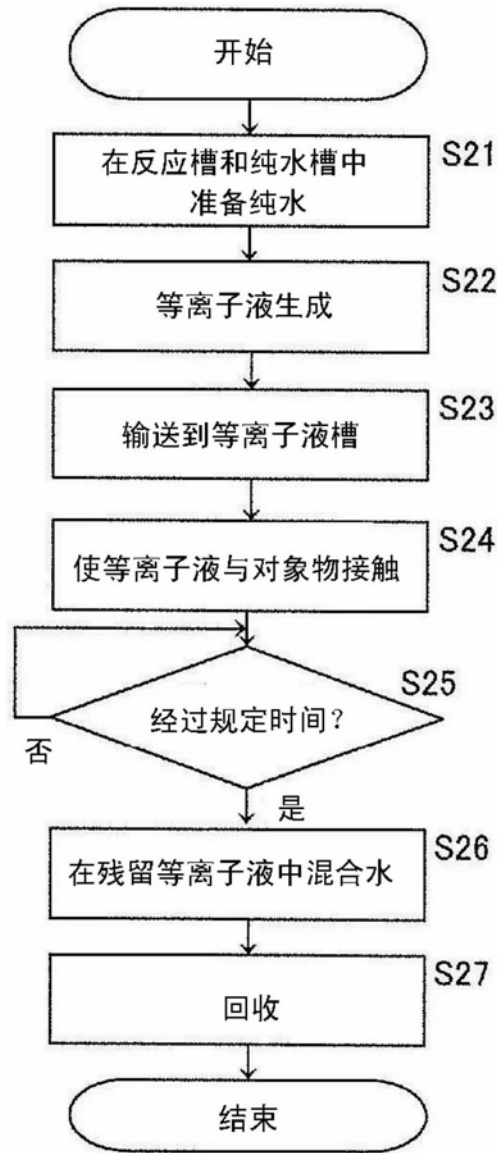 开始
S21
在反应槽和纯水槽中
准备纯水
S22
等离子液生成
S23
输送到等离子液槽
S24
使等离子液与对象物接触
S25
经过规定时间?
否
是
S26
在残留等离子液中混合水
S27
回收
结束